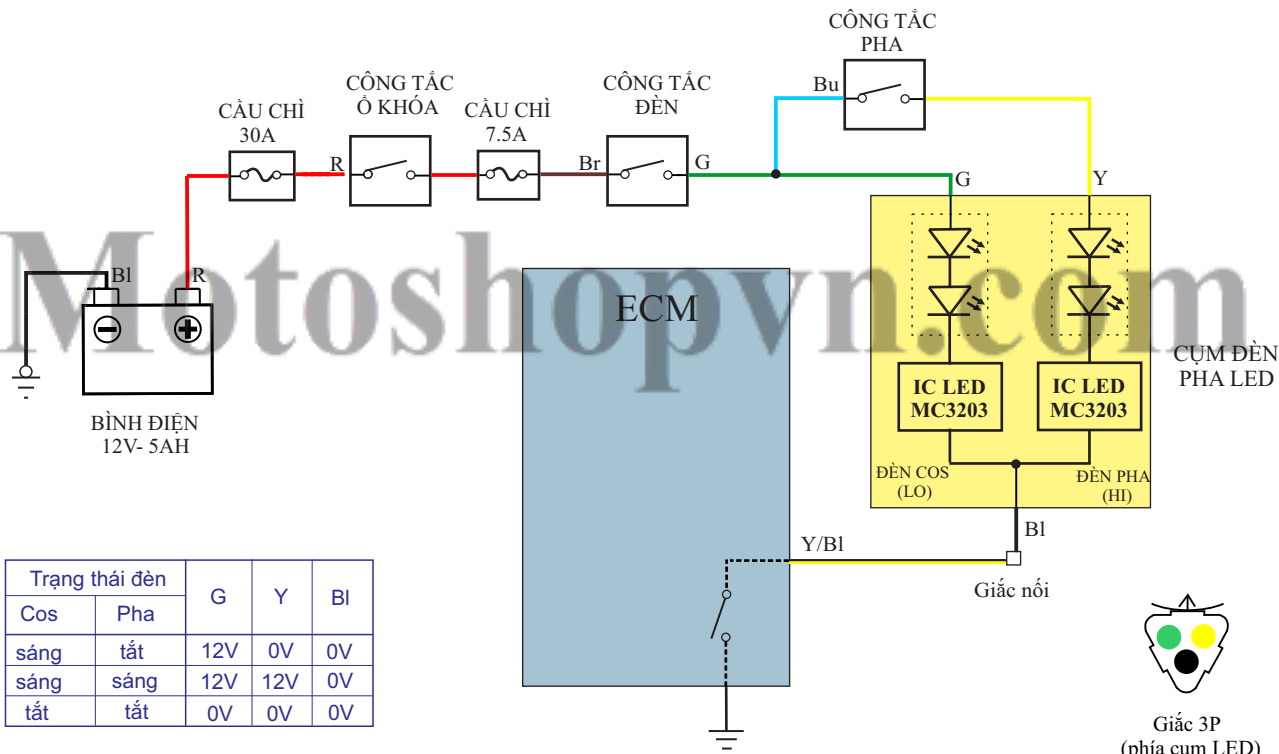 CÔNG TẮC
PHA
CÔNG TẮC
Ổ KHÓA
CÔNG TẮC
ĐÈN
CẦU CHÌ
30A
CẦU CHÌ
7.5A
Bu
R
Br
G
G
Y
Bl
R
Motoshopvn.com
ECM
BÌNH ĐIỆN
12V- 5AH
IC LED
MC3203
IC LED
MC3203
CỤM ĐÈN
PHA LED
ĐÈN COS
(LO)
ĐÈN PHA
(HI)
Bl
Y/Bl
Giắc nối
Trạng thái đèn G Y Bl
Cos Pha
sáng tắt 12V 0V 0V
sáng sáng 12V 12V 0V
tắt tắt 0V 0V 0V
Giắc 3P
(phía cụm LED)